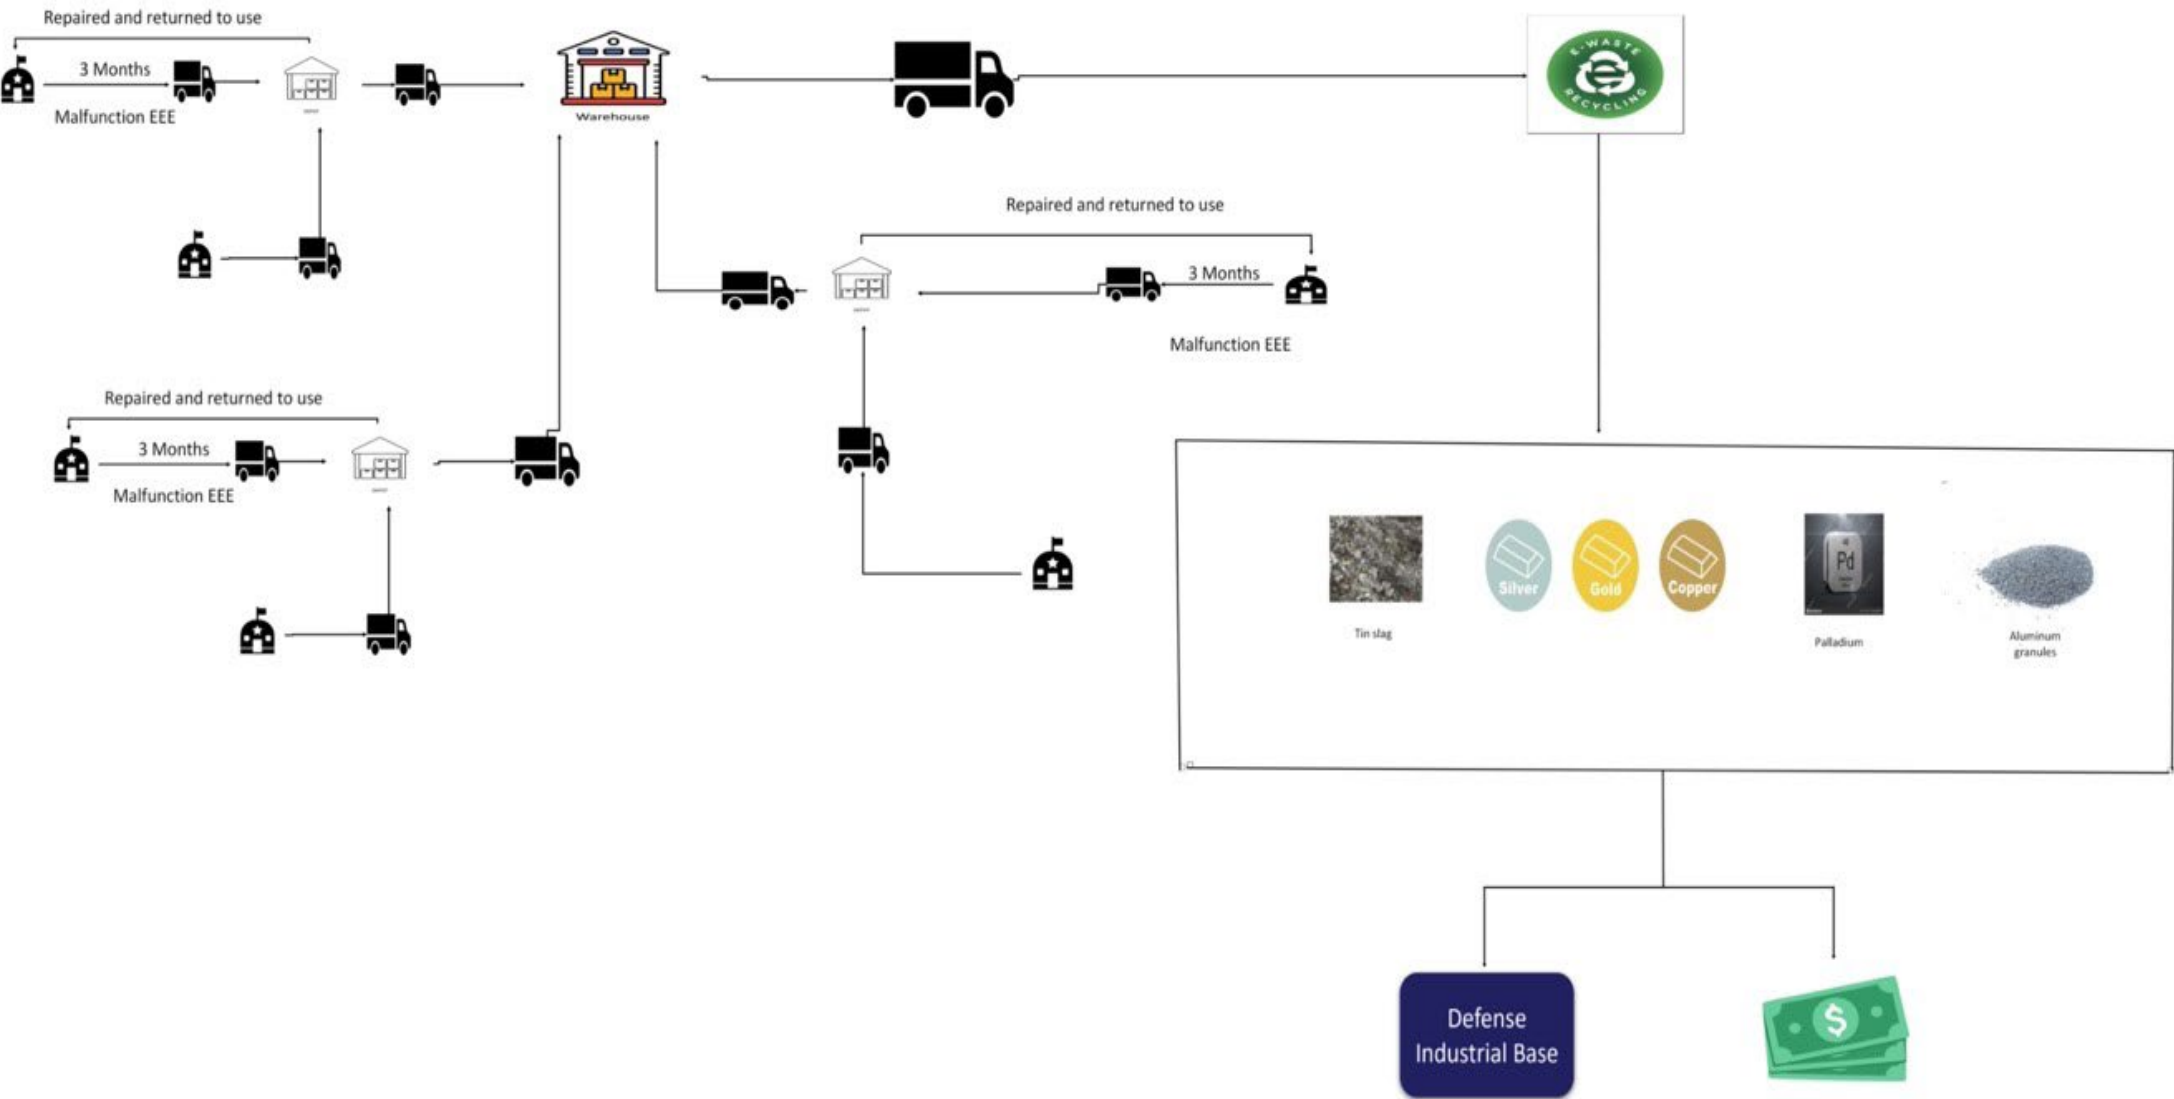 Repaired and returned to use
3 Months
Malfunction EEE
Warehouse
E-WASTE
RECYCLING
Repaired and returned to use
3 Months
Malfunction EEE
Repaired and returned to use
3 Months
Malfunction EEE
Silver
Gold
Copper
Pd
Tin slag
Palladium
Aluminum
granules
Defense
Industrial Base
$